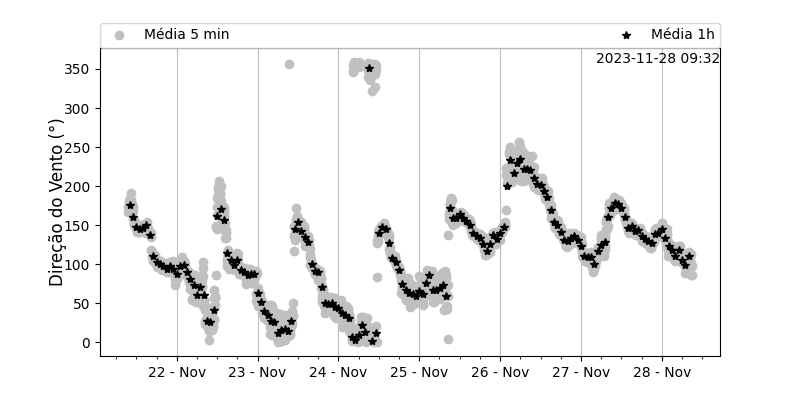 Média 5 min
Média 1h
2023-11-28 09:32
Direção do Vento (°)
350
300
250
200
150
100
50
0
22 - Nov
23 - Nov
24 - Nov
25 - Nov
26 - Nov
27 - Nov
28 - Nov